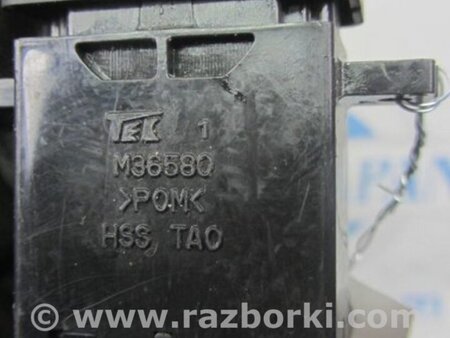 TEK 1
M36580
>POM<
HSS, TAO
www.razborki.com